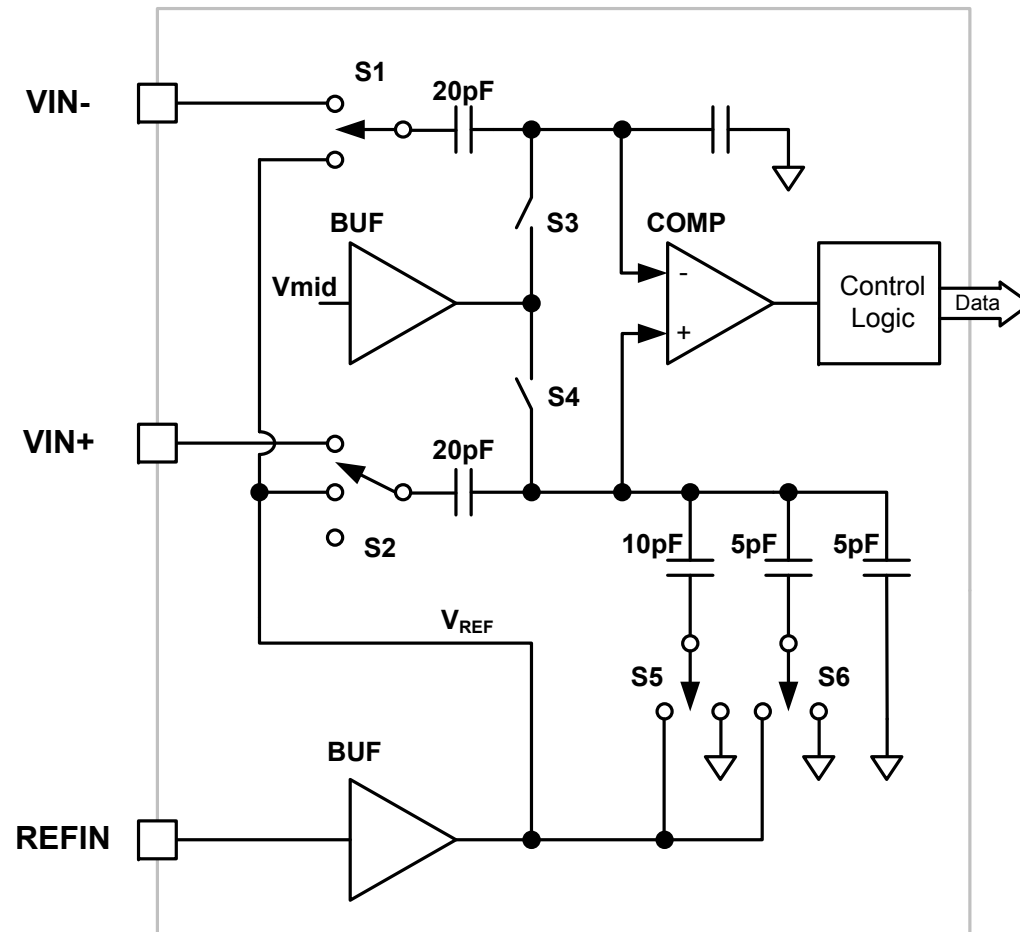 S1
VIN-
20pF
BUF
S3
COMP
Vmid
-
+
Control
Logic
Data
S4
VIN+
20pF
S2
10pF
5pF
5pF
VREF
S5
S6
BUF
REFIN